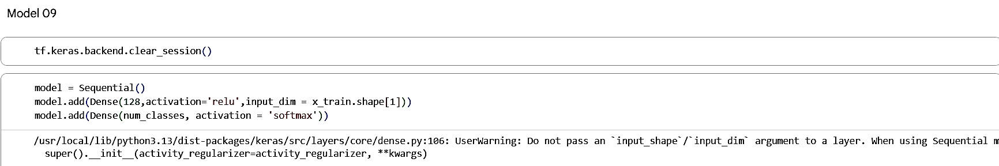 Model 09
tf.keras.backend.clear_session()
model = Sequential()
model.add(Dense(128,activation='relu',input_dim = x_train.shape[1]))
model.add(Dense(num_classes, activation = 'softmax'))
/usr/local/lib/python3.13/dist-packages/keras/src/layers/core/dense.py:106: UserWarning: Do not pass an `input_shape`/`input_dim` argument to a layer. When using Sequential m
super().__init__(activity_regularizer=activity_regularizer, **kwargs)